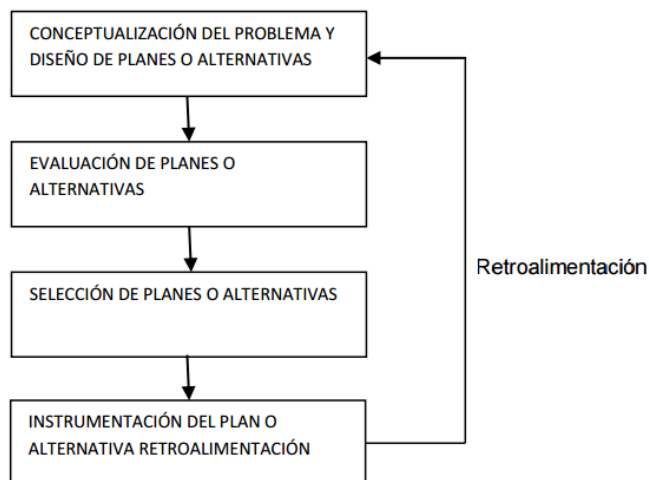 CONCEPTUALIZACIÓN DEL PROBLEMA Y
DISEÑO DE PLANES O ALTERNATIVAS
EVALUACIÓN DE PLANES O
ALTERNATIVAS
Retroalimentación
SELECCIÓN DE PLANES O ALTERNATIVAS
INSTRUMENTACIÓN DEL PLAN O
ALTERNATIVA RETROALIMENTACIÓN